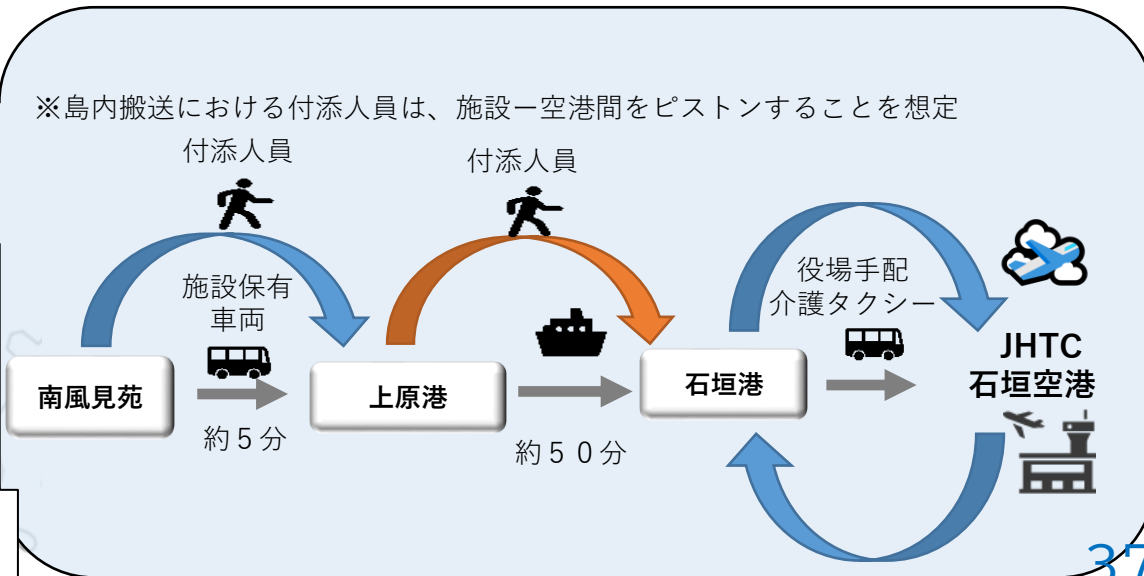 ※島内搬送における付添人員は、施設ー空港間をピストンすることを想定
付添人員
付添人員
施設保有
車両
役場手配
介護タクシー
南風見苑
上原港
石垣港
JHTC
石垣空港
約５分
約５０分
37